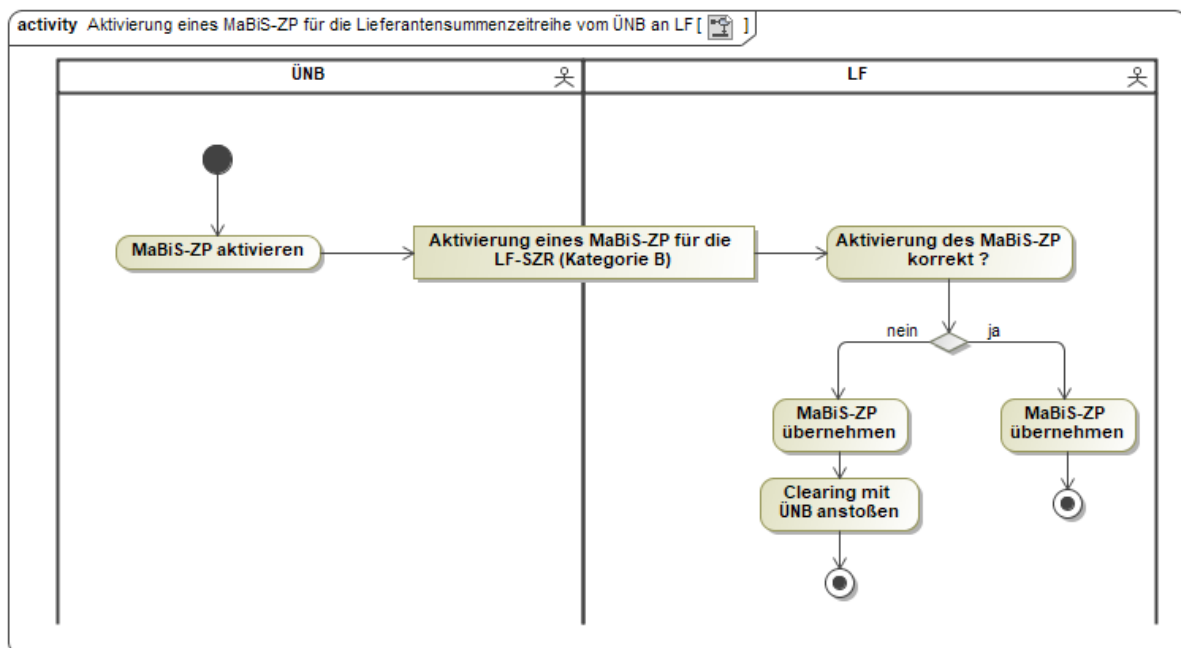 activity Aktivierung eines MaBiS-ZP für die Lieferantensummenzeitreihe vom ÜNB an LF [ ]
ÜNB
LF
MaBiS-ZP aktivieren
Aktivierung eines MaBiS-ZP für die
LF-SZR (Kategorie B)
Aktivierung des MaBiS-ZP
korrekt ?
nein
ja
MaBiS-ZP
übernehmen
MaBiS-ZP
übernehmen
Clearing mit
ÜNB anstoßen